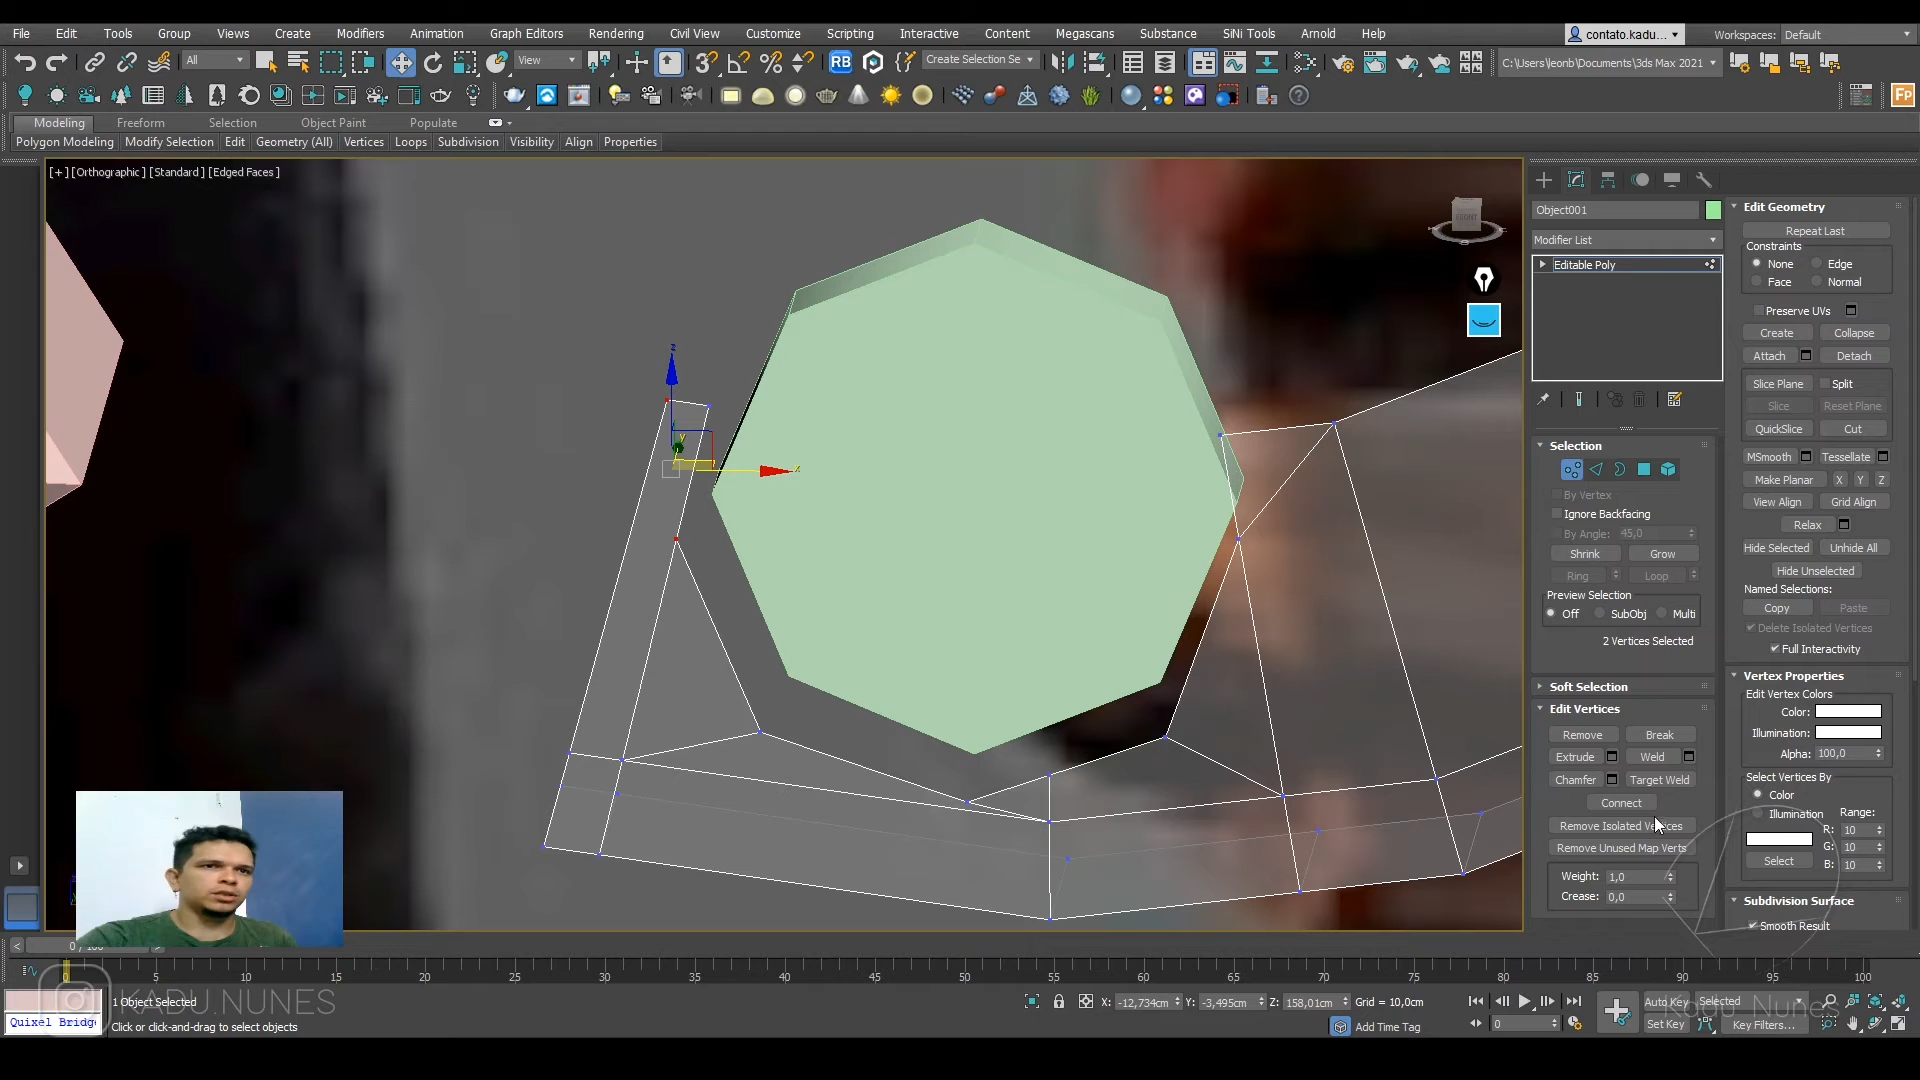 File Edit Tools Group Views Create Modifiers Animation Graph Editors Rendering Civil View Customize Scripting Interactive Content Megascans Substance SiNi Tools Arnold Help
contato.kadu... Workspaces: Default
All View Create Selection Se C:\Users\leonb\Documents\3ds Max 2021
RB
Fp
Modeling Freeform Selection Object Paint Populate
Polygon Modeling Modify Selection Edit Geometry (All) Vertices Loops Subdivision Visibility Align Properties
[+] [Orthographic] [Standard] [Edged Faces]
FRONT
z
y
x
Object001
Modifier List
Editable Poly
Selection
By Vertex
Ignore Backfacing
By Angle: 45,0
Shrink Grow
Ring Loop
Preview Selection
Off SubObj Multi
2 Vertices Selected
Soft Selection
Edit Vertices
Remove Break
Extrude Weld
Chamfer Target Weld
Connect
Remove Isolated Vertices
Remove Unused Map Verts
Weight: 1,0
Crease: 0,0
Edit Geometry
Repeat Last
Constraints
None Edge
Face Normal
Preserve UVs
Create Collapse
Attach Detach
Slice Plane Split
Slice Reset Plane
QuickSlice Cut
MSmooth Tessellate
Make Planar X Y Z
View Align Grid Align
Relax
Hide Selected Unhide All
Hide Unselected
Named Selections:
Copy Paste
Delete Isolated Vertices
Full Interactivity
Vertex Properties
Edit Vertex Colors
Color:
Illumination:
Alpha: 100,0
Select Vertices By
Color
Illumination Range:
R: 10
G: 10
B: 10
Select
Subdivision Surface
Smooth Result
0 / 100
0 5 10 15 20 25 30 35 40 45 50 55 60 65 70 75 80 85 90 95 100
KADU.NUNES
1 Object Selected
Quixel Bridg
Click or click-and-drag to select objects
X: -12,734cm Y: -3,495cm Z: 158,01cm Grid = 10,0cm
Add Time Tag
0
Auto Key Selected
Kadu Nunes
Set Key Key Filters...